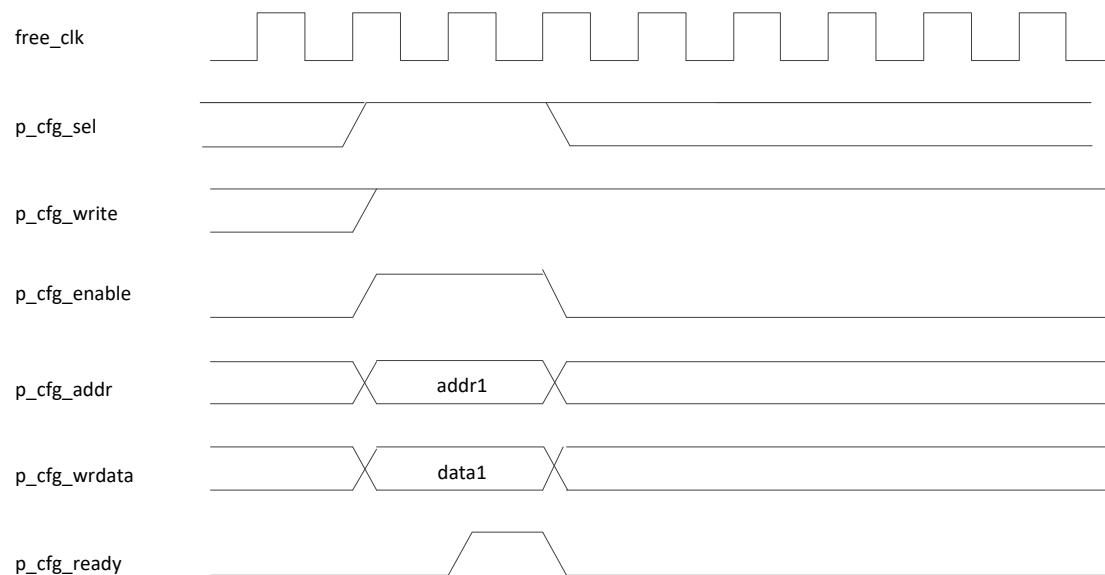 free_clk
p_cfg_sel
p_cfg_write
p_cfg_enable
p_cfg_addr
addr1
p_cfg_wrdata
data1
p_cfg_ready